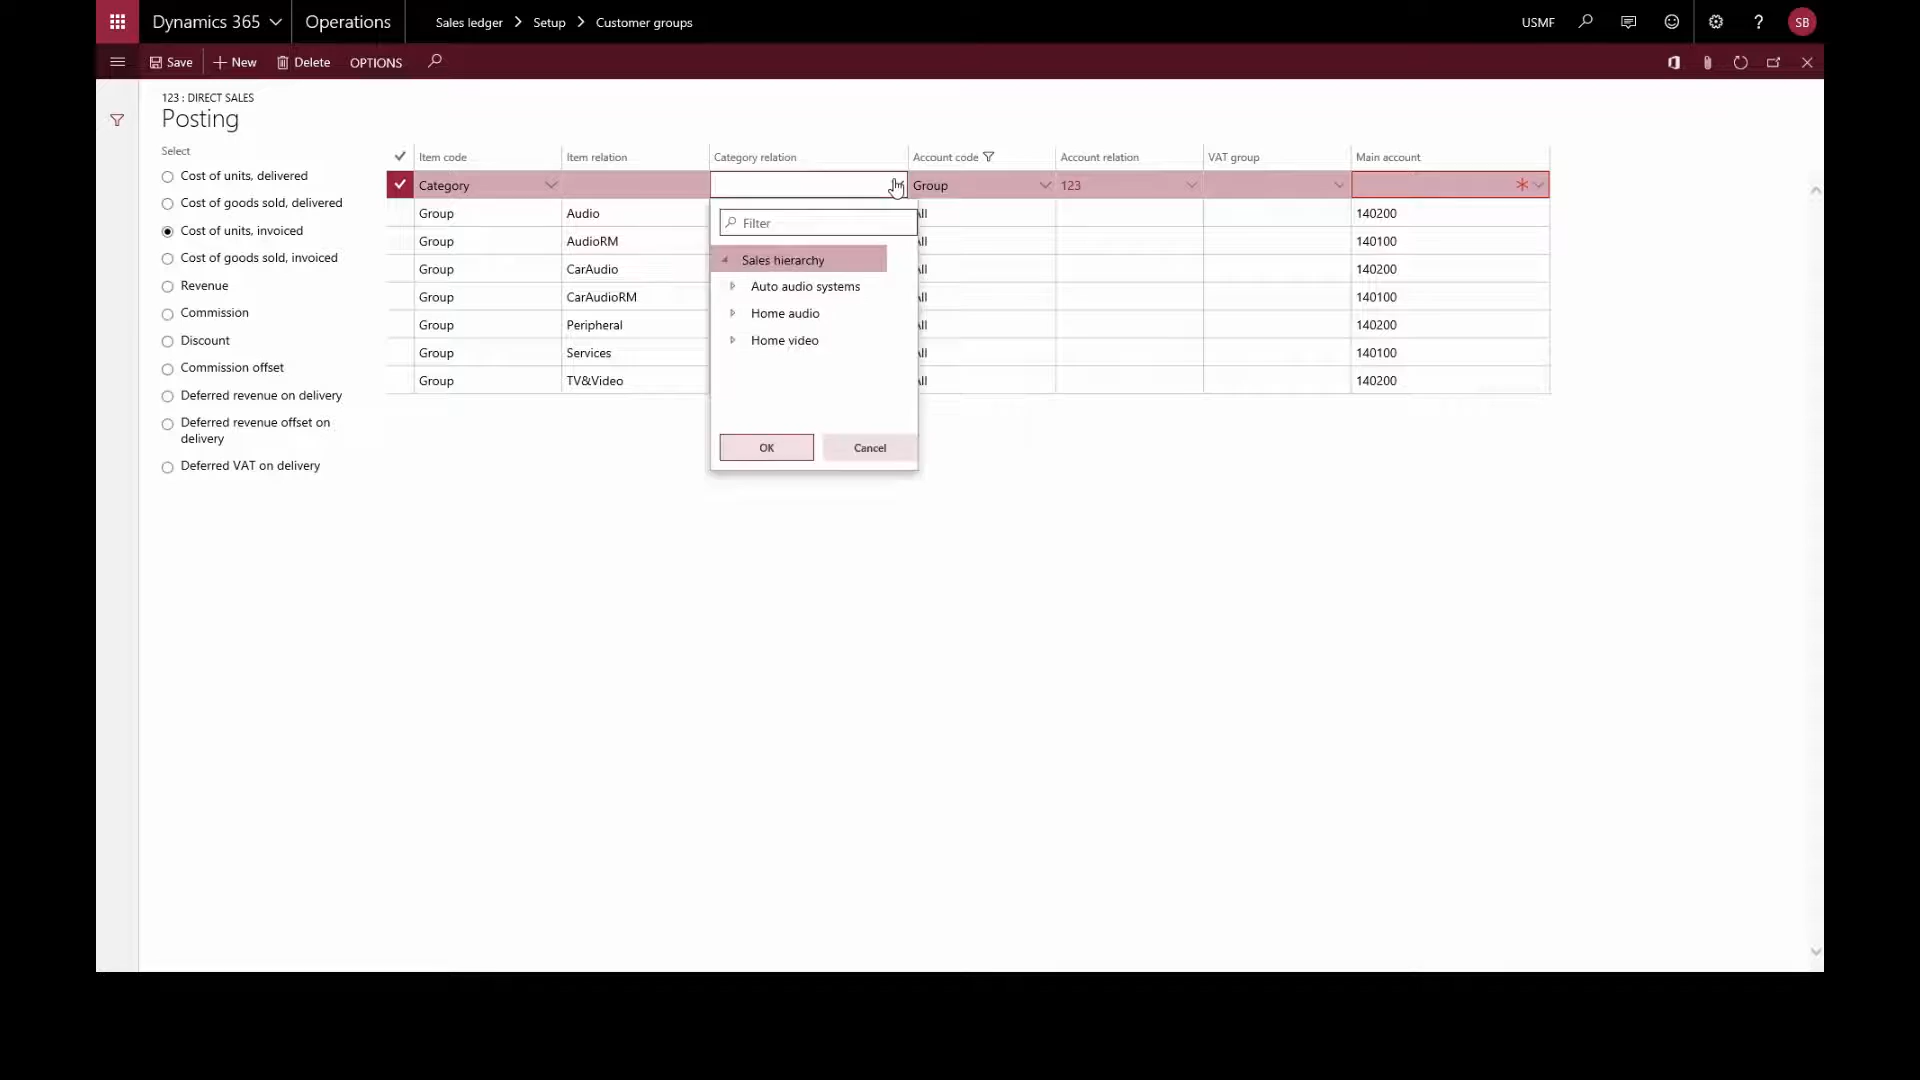 Dynamics 365 Operations Sales ledger Setup Customer groups USMF ? SB
Save New Delete OPTIONS
123 : DIRECT SALES
Posting
Select
Cost of units, delivered
Cost of goods sold, delivered
Cost of units, invoiced
Cost of goods sold, invoiced
Revenue
Commission
Discount
Commission offset
Deferred revenue on delivery
Deferred revenue offset on
delivery
Deferred VAT on delivery
Item code Item relation Category relation Account code Account relation VAT group Main account
Category Group 123 *
Group Audio 140200
Group AudioRM 140100
Group CarAudio 140200
Group CarAudioRM 140100
Group Peripheral 140200
Group Services 140100
Group TV&Video 140200
Filter
Sales hierarchy
Auto audio systems
Home audio
Home video
OK Cancel